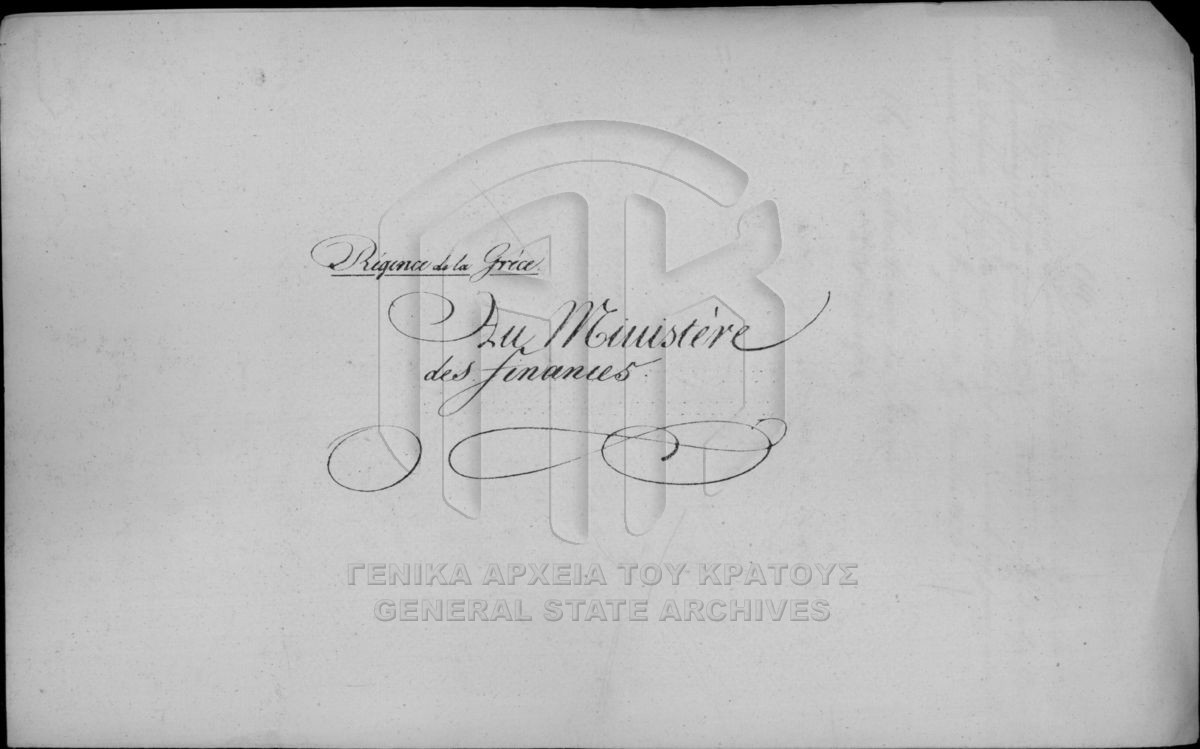 Régence de la Grèce.
Au Ministère
des finances.
ΓΕΝΙΚΑ ΑΡΧΕΙΑ ΤΟΥ ΚΡΑΤΟΥΣ
GENERAL STATE ARCHIVES